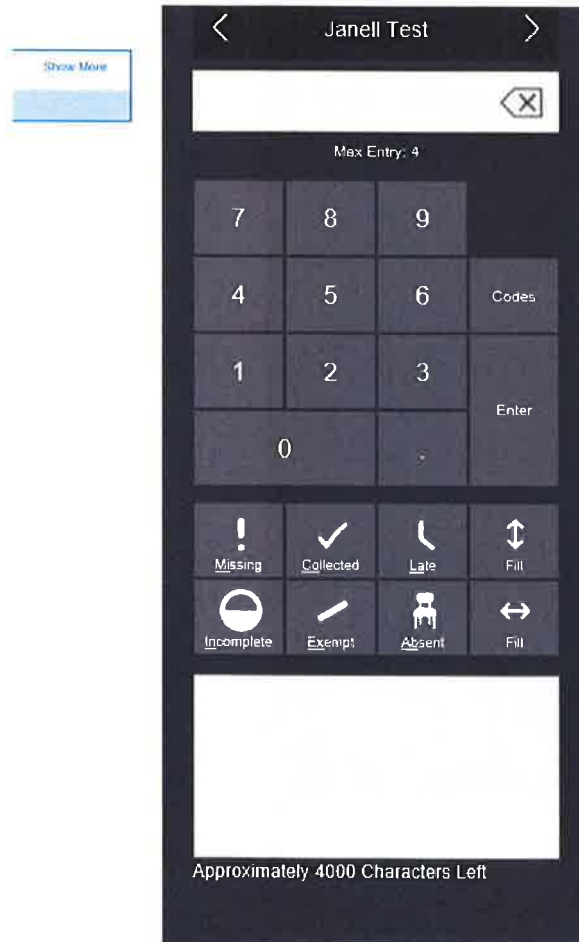 Janell Test
Show More
Max Entry: 4
7 8 9
4 5 6 Codes
1 2 3
Enter
0 .
Missing Collected Late Fill
Incomplete Exempt Absent Fill
Approximately 4000 Characters Left